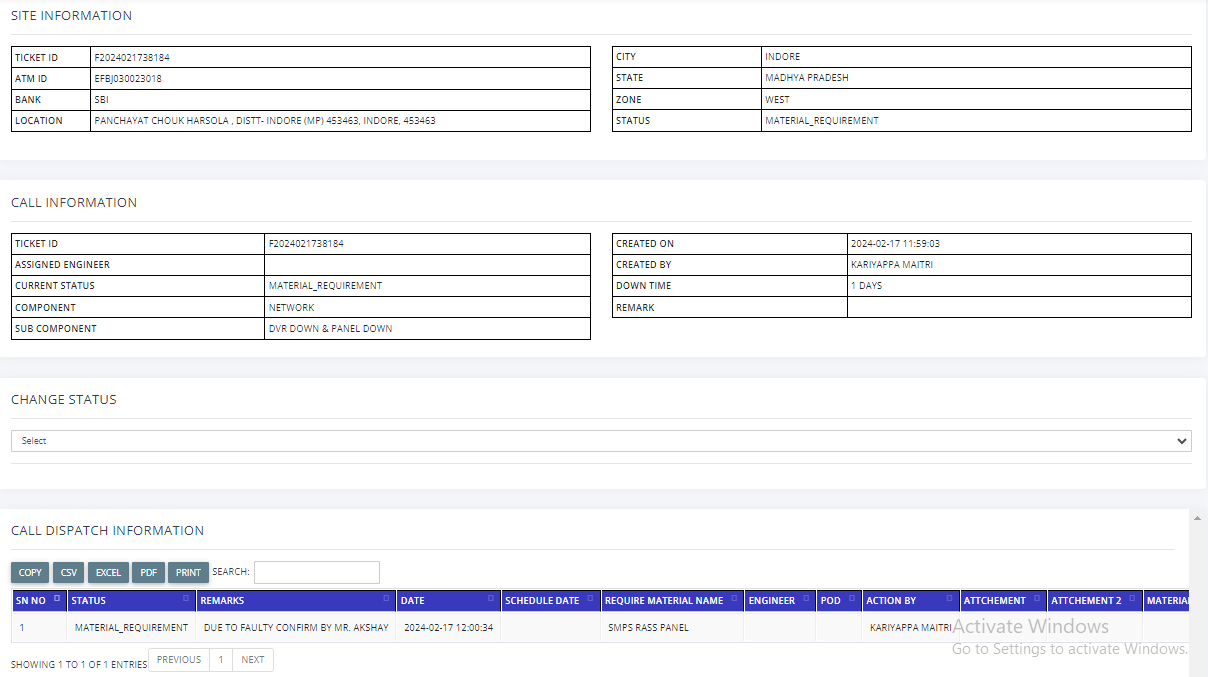 SITE INFORMATION
TICKET ID F2024021738184
ATM ID EFBJ030023018
BANK SBI
LOCATION PANCHAYAT CHOUK HARSOLA , DISTT- INDORE (MP) 453463, INDORE, 453463
CITY INDORE
STATE MADHYA PRADESH
ZONE WEST
STATUS MATERIAL_REQUIREMENT
CALL INFORMATION
TICKET ID F2024021738184
ASSIGNED ENGINEER
CURRENT STATUS MATERIAL_REQUIREMENT
COMPONENT NETWORK
SUB COMPONENT DVR DOWN & PANEL DOWN
CREATED ON 2024-02-17 11:59:03
CREATED BY KARIYAPPA MAITRI
DOWN TIME 1 DAYS
REMARK
CHANGE STATUS
Select
CALL DISPATCH INFORMATION
COPY CSV EXCEL PDF PRINT SEARCH:
SN NO STATUS REMARKS DATE SCHEDULE DATE REQUIRE MATERIAL NAME ENGINEER POD ACTION BY ATTCHEMENT ATTCHEMENT 2 MATERIAL
1 MATERIAL_REQUIREMENT DUE TO FAULTY CONFIRM BY MR. AKSHAY 2024-02-17 12:00:34 SMPS RASS PANEL KARIYAPPA MAITRI
SHOWING 1 TO 1 OF 1 ENTRIES PREVIOUS 1 NEXT
Activate Windows
Go to Settings to activate Windows.